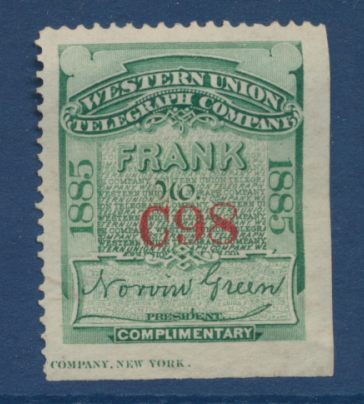 WESTERN UNION
TELEGRAPH COMPANY
FRANK
1885
No
1885
C98
Norvin Green
PRESIDENT.
COMPLIMENTARY
COMPANY, NEW YORK.